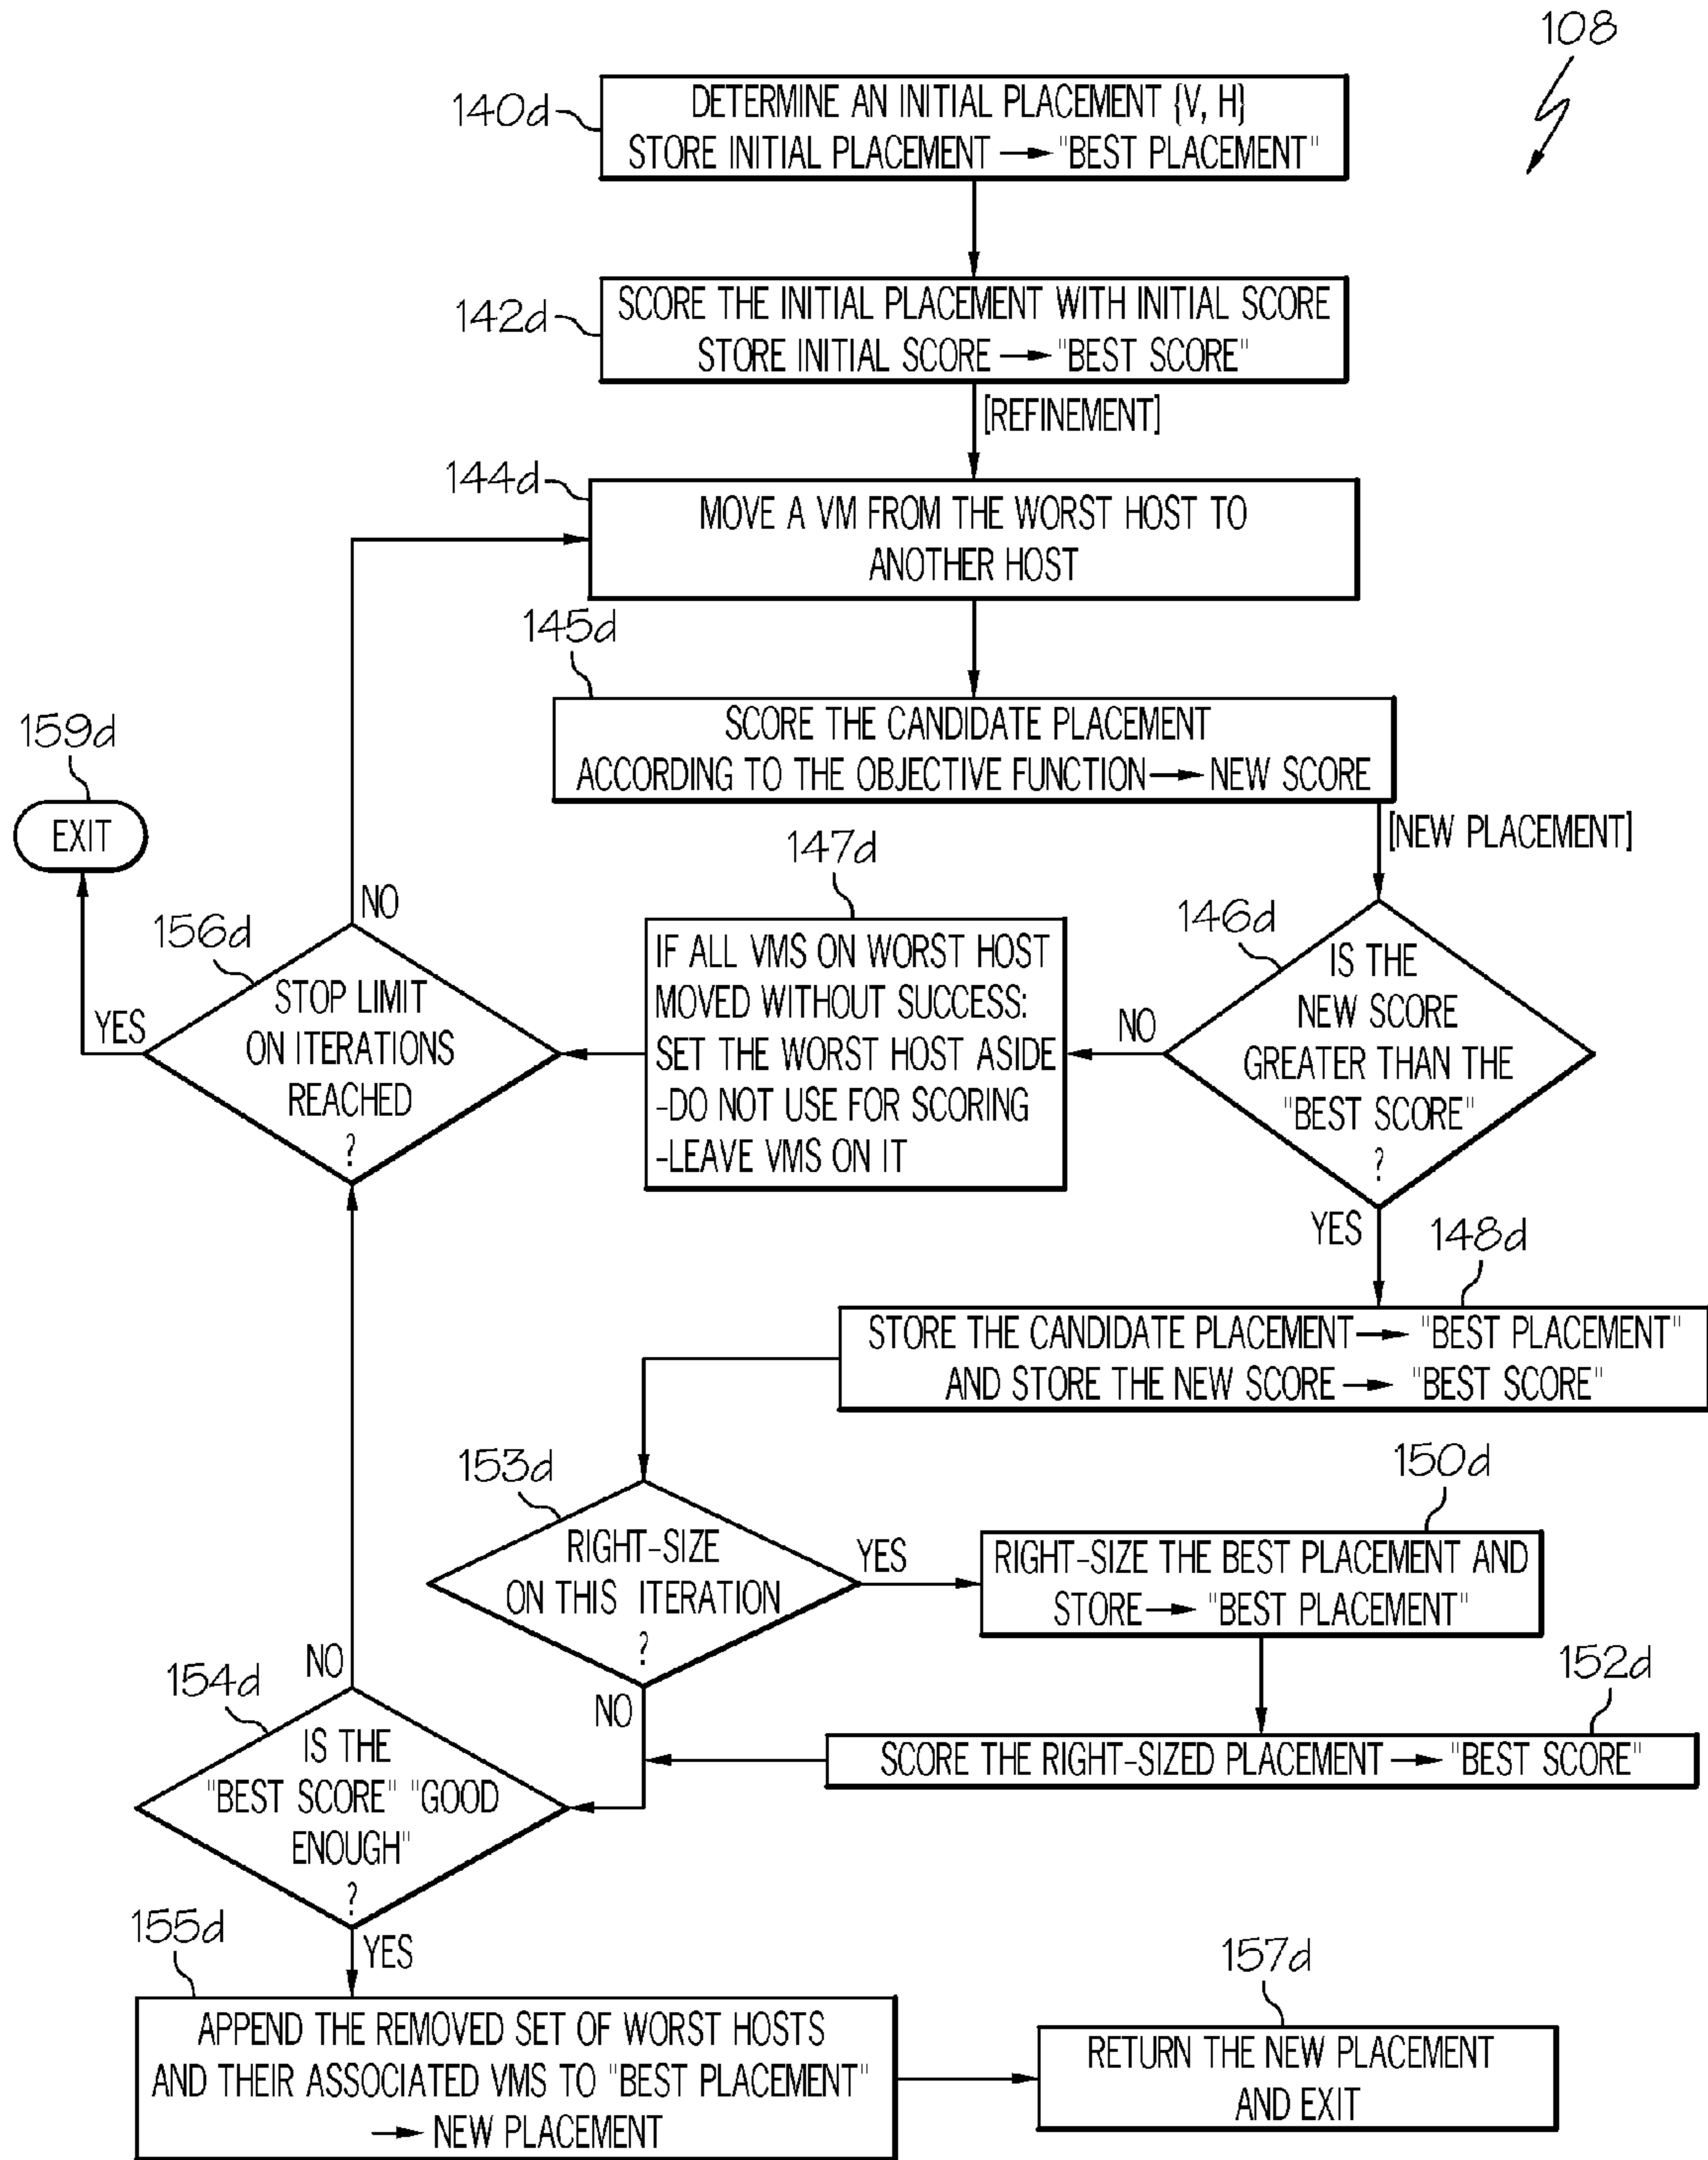 108
140d
DETERMINE AN INITIAL PLACEMENT {V, H}
STORE INITIAL PLACEMENT → "BEST PLACEMENT"
142d
SCORE THE INITIAL PLACEMENT WITH INITIAL SCORE
STORE INITIAL SCORE → "BEST SCORE"
[REFINEMENT]
144d
MOVE A VM FROM THE WORST HOST TO
ANOTHER HOST
145d
SCORE THE CANDIDATE PLACEMENT
ACCORDING TO THE OBJECTIVE FUNCTION → NEW SCORE
[NEW PLACEMENT]
159d
EXIT
147d
IF ALL VMS ON WORST HOST
MOVED WITHOUT SUCCESS:
SET THE WORST HOST ASIDE
-DO NOT USE FOR SCORING
-LEAVE VMS ON IT
146d
IS THE
NEW SCORE
GREATER THAN THE
"BEST SCORE"
?
NO
YES
156d
STOP LIMIT
ON ITERATIONS
REACHED
?
NO
YES
148d
STORE THE CANDIDATE PLACEMENT → "BEST PLACEMENT"
AND STORE THE NEW SCORE → "BEST SCORE"
153d
RIGHT-SIZE
ON THIS ITERATION
?
YES
NO
150d
RIGHT-SIZE THE BEST PLACEMENT AND
STORE → "BEST PLACEMENT"
152d
SCORE THE RIGHT-SIZED PLACEMENT → "BEST SCORE"
154d
NO
IS THE
"BEST SCORE" "GOOD
ENOUGH"
?
YES
155d
APPEND THE REMOVED SET OF WORST HOSTS
AND THEIR ASSOCIATED VMS TO "BEST PLACEMENT"
→ NEW PLACEMENT
157d
RETURN THE NEW PLACEMENT
AND EXIT